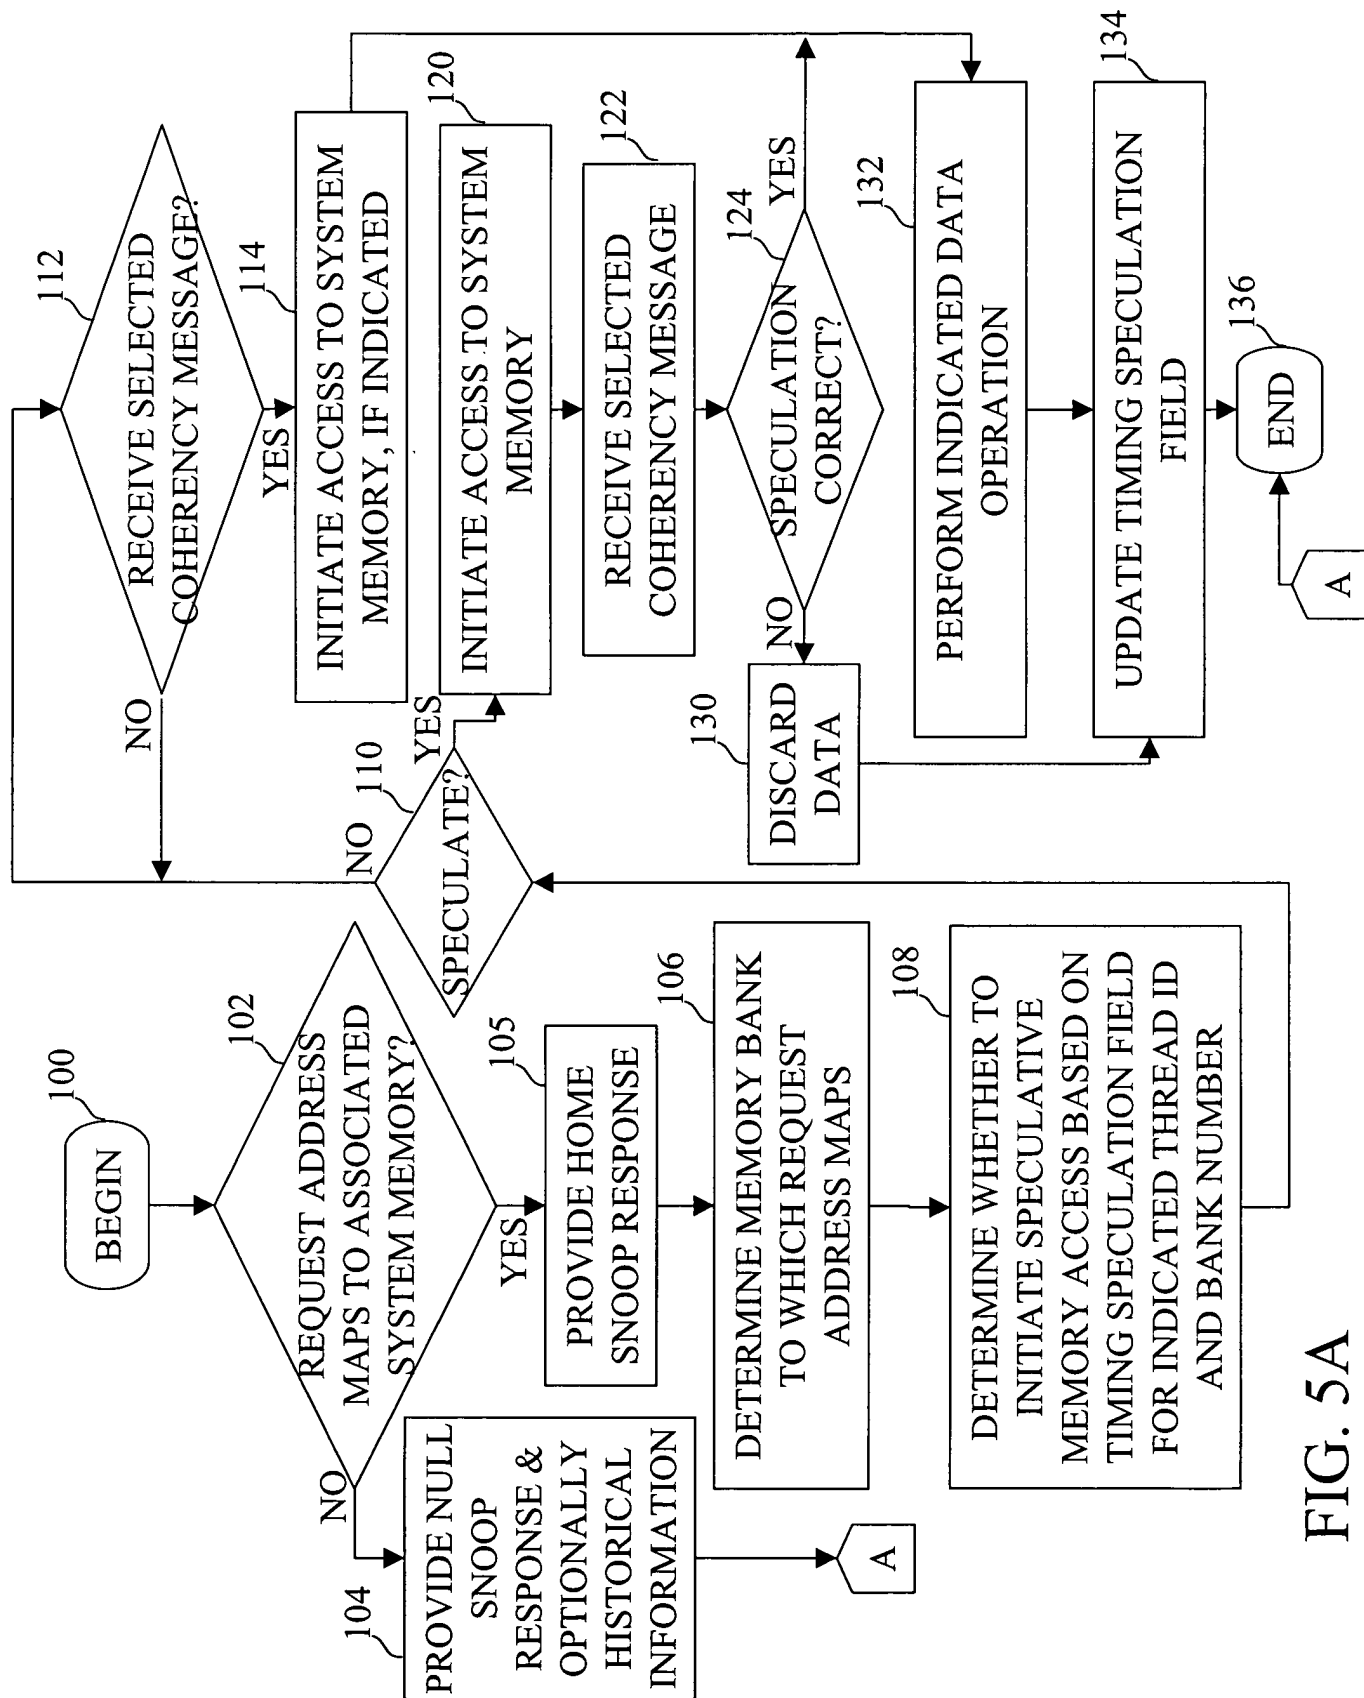 100
BEGIN
102
REQUEST ADDRESS
MAPS TO ASSOCIATED
SYSTEM MEMORY?
NO
YES
104
PROVIDE NULL
SNOOP
RESPONSE &
OPTIONALLY
HISTORICAL
INFORMATION
A
105
PROVIDE HOME
SNOOP RESPONSE
106
DETERMINE MEMORY BANK
TO WHICH REQUEST
ADDRESS MAPS
108
DETERMINE WHETHER TO
INITIATE SPECULATIVE
MEMORY ACCESS BASED ON
TIMING SPECULATION FIELD
FOR INDICATED THREAD ID
AND BANK NUMBER
110
SPECULATE?
NO
YES
112
RECEIVE SELECTED
COHERENCY MESSAGE?
NO
YES
114
INITIATE ACCESS TO SYSTEM
MEMORY, IF INDICATED
120
INITIATE ACCESS TO SYSTEM
MEMORY
122
RECEIVE SELECTED
COHERENCY MESSAGE
124
SPECULATION
CORRECT?
NO
YES
130
DISCARD
DATA
132
PERFORM INDICATED DATA
OPERATION
134
UPDATE TIMING SPECULATION
FIELD
136
END
A
FIG. 5A